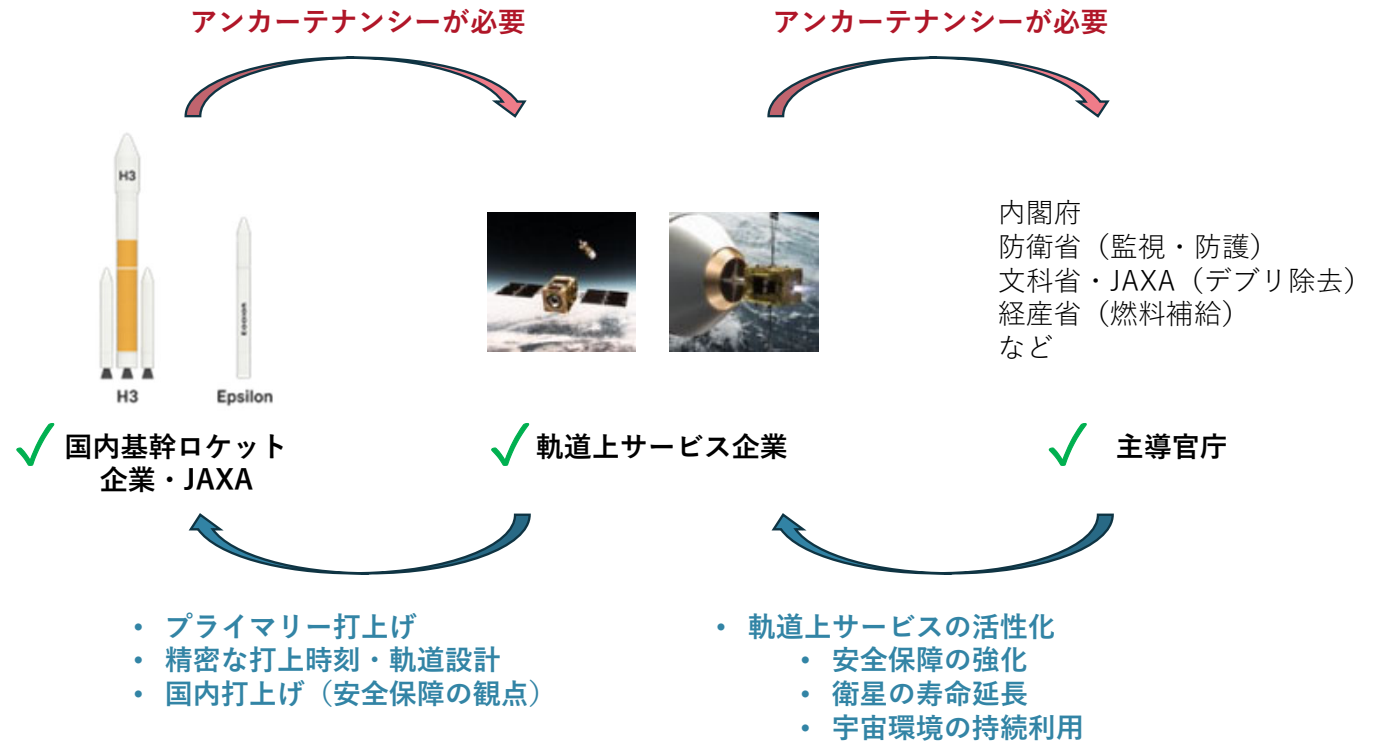 アンカーテナンシーが必要
アンカーテナンシーが必要
H3
Epsilon
H3
Epsilon
内閣府
防衛省（監視・防護）
文科省・JAXA（デブリ除去）
経産省（燃料補給）
など
✓ 国内基幹ロケット
企業・JAXA
✓ 軌道上サービス企業
✓ 主導官庁
• プライマリー打上げ
• 精密な打上時刻・軌道設計
• 国内打上げ（安全保障の観点）
• 軌道上サービスの活性化
• 安全保障の強化
• 衛星の寿命延長
• 宇宙環境の持続利用